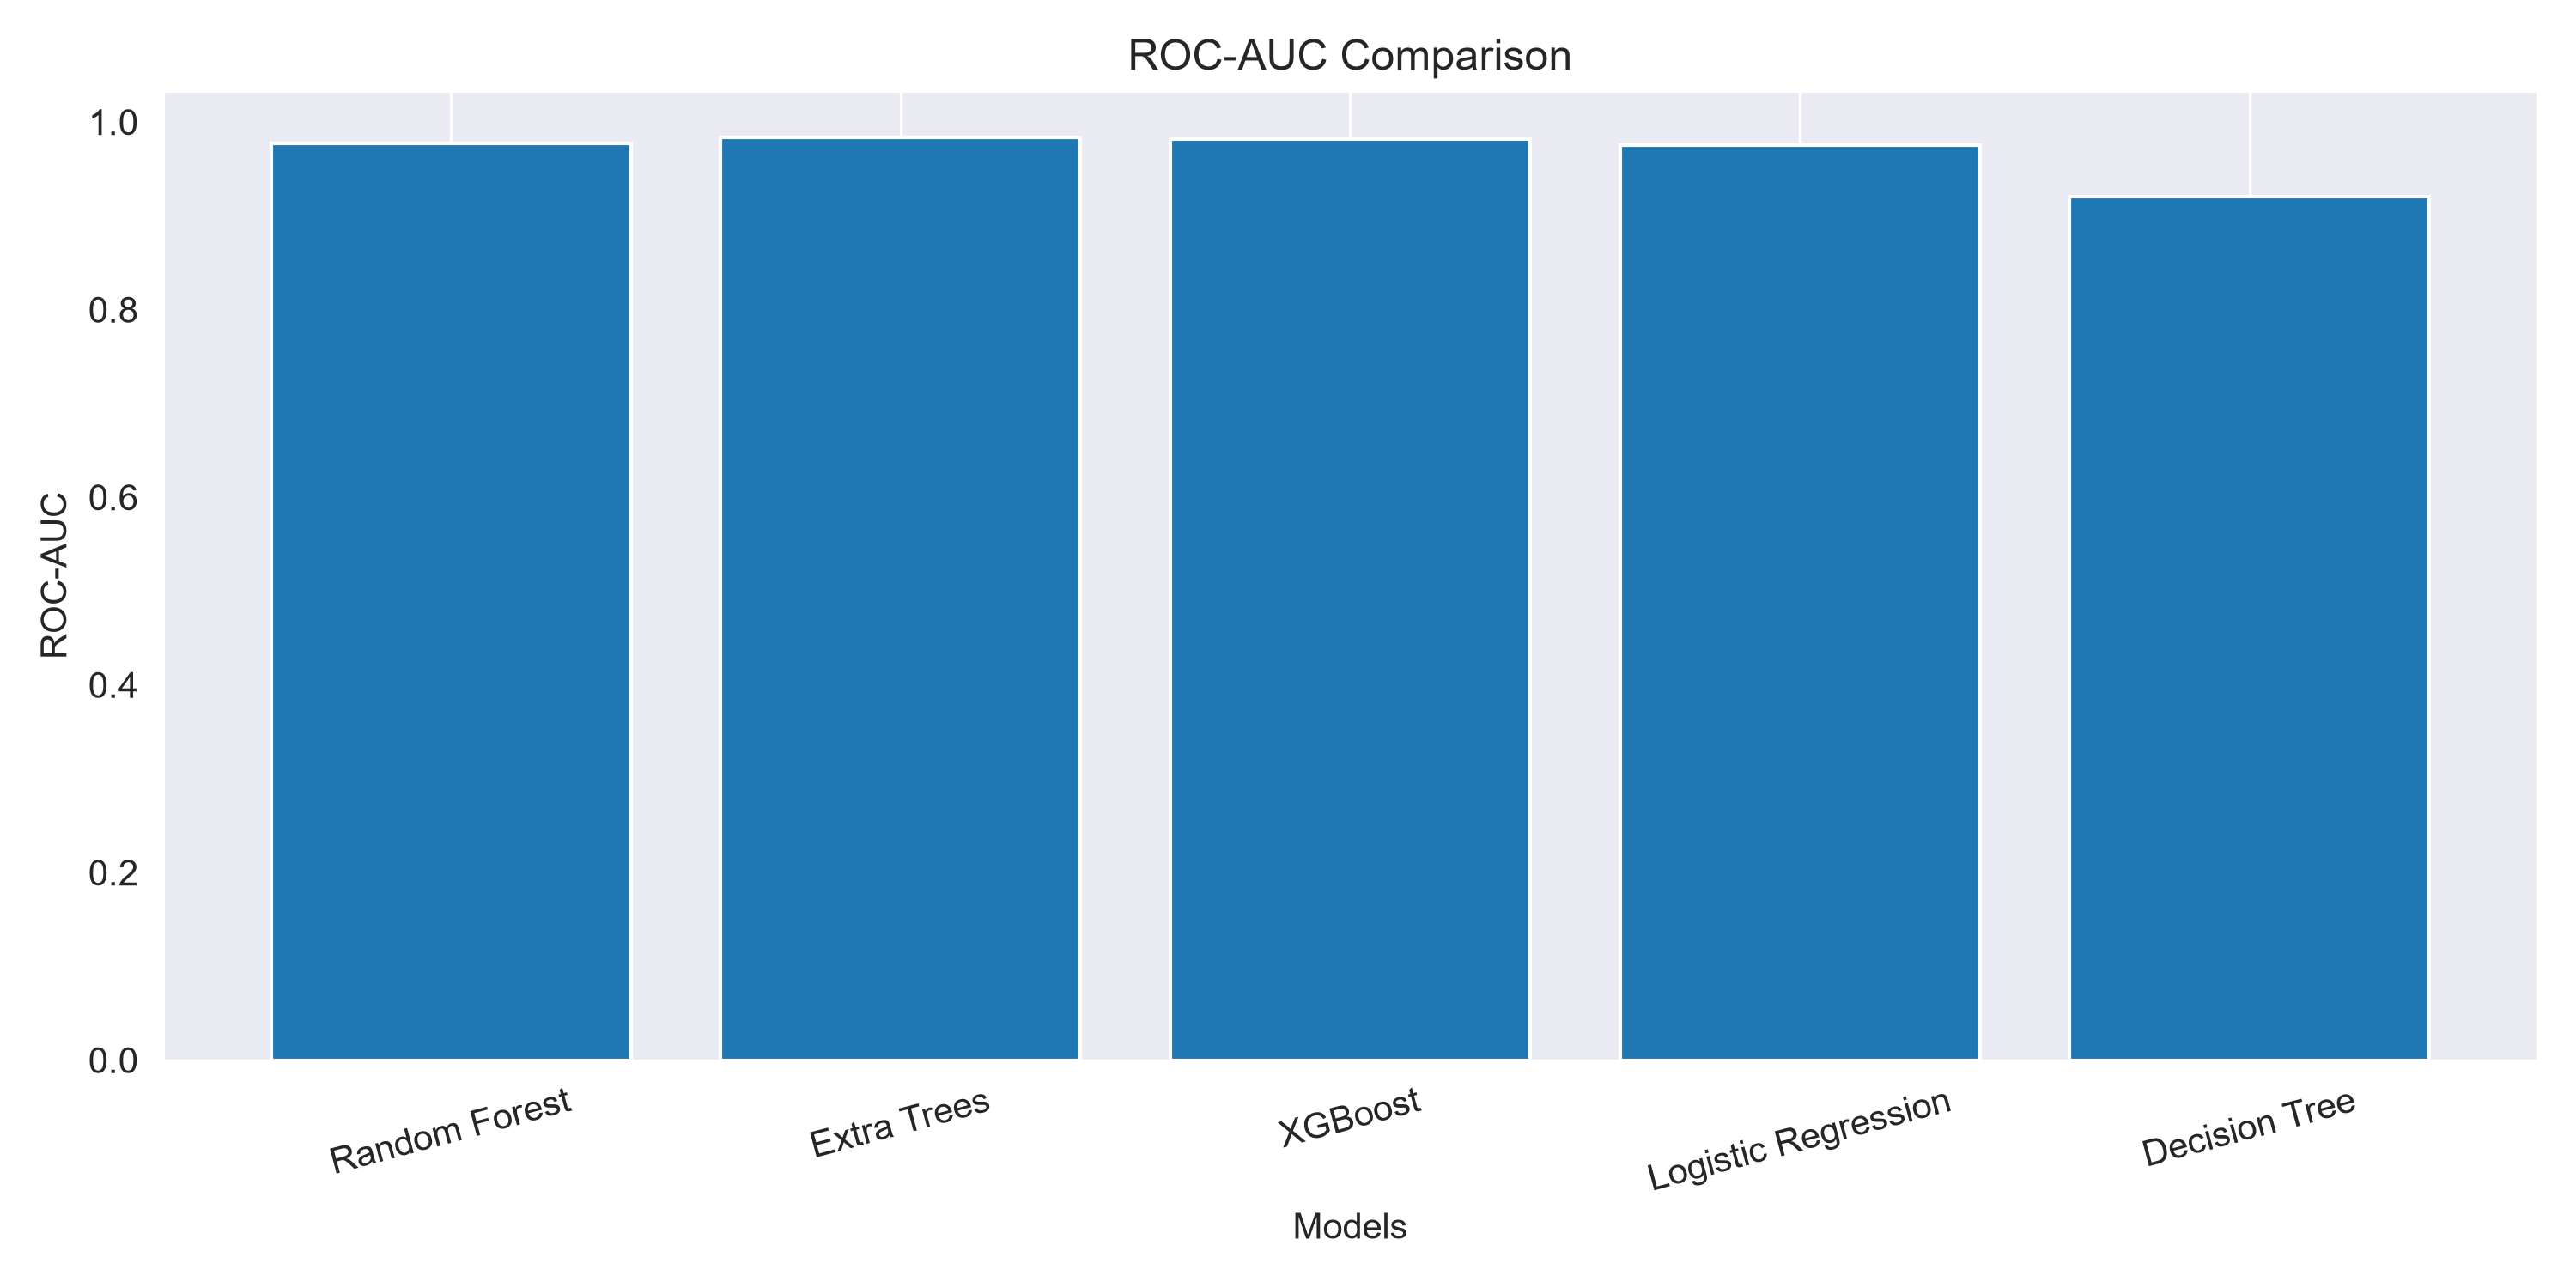 ROC-AUC Comparison
ROC-AUC
1.0
0.8
0.6
0.4
0.2
0.0
Random Forest
Extra Trees
XGBoost
Logistic Regression
Decision Tree
Models